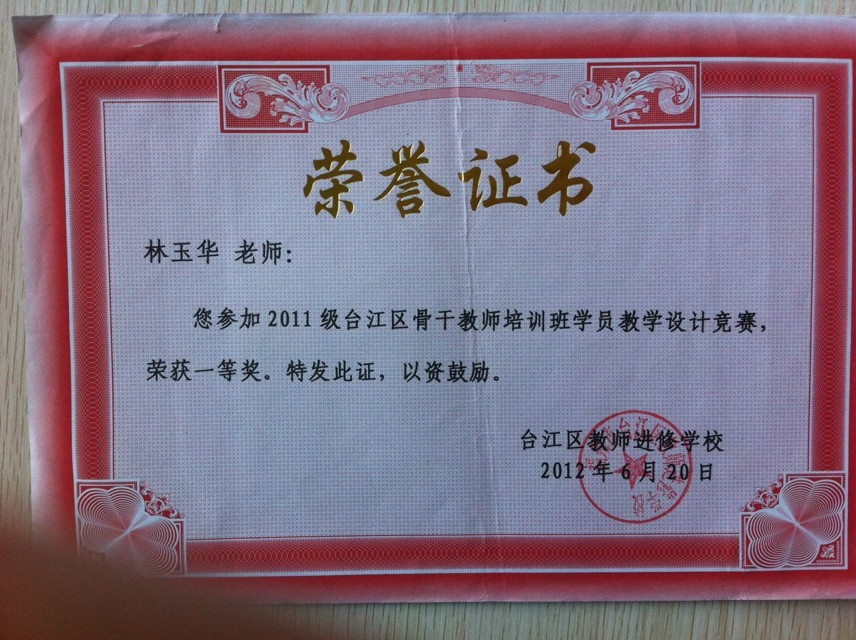 荣誉证书
林玉华 老师:
您参加2011级台江区骨干教师培训班学员教学设计竞赛,
荣获一等奖。特发此证,以资鼓励。
台江区教师进修学校
2012年6月20日